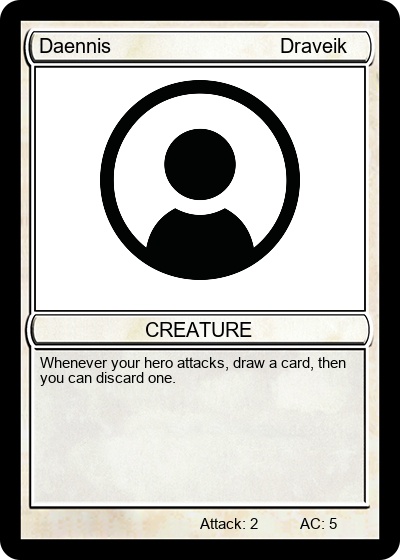 Daennis Draveik
CREATURE
Whenever your hero attacks, draw a card, then
you can discard one.
Attack: 2 AC: 5